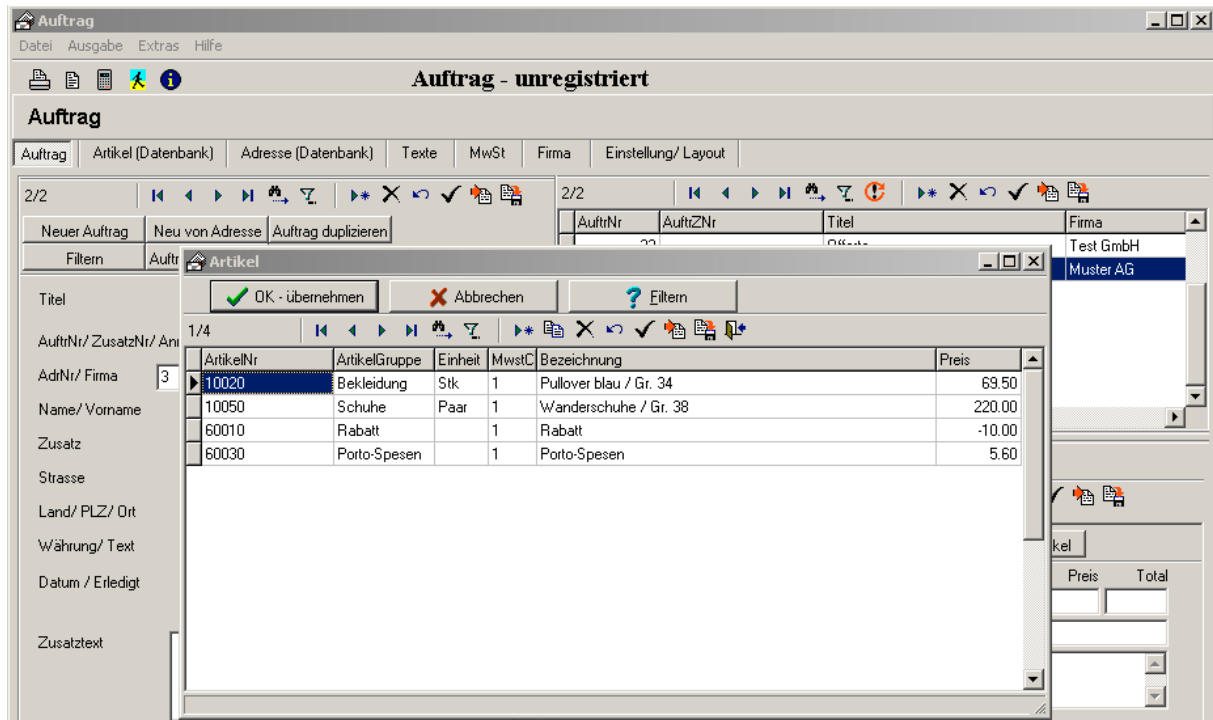 Auftrag
Datei Ausgabe Extras Hilfe
Auftrag - unregistriert
Auftrag
Auftrag Artikel (Datenbank) Adresse (Datenbank) Texte MwSt Firma Einstellung/ Layout
2/2 2/2
Neuer Auftrag Neu von Adresse Auftrag duplizieren AuftrNr AuftrZNr Titel Firma
Test GmbH
Filtern Auftr Muster AG
Artikel
OK - übernehmen Abbrechen Filtern
1/4
ArtikelNr ArtikelGruppe Einheit MwstC Bezeichnung Preis
10020 Bekleidung Stk 1 Pullover blau / Gr. 34 69.50
10050 Schuhe Paar 1 Wanderschuhe / Gr. 38 220.00
60010 Rabatt 1 Rabatt -10.00
60030 Porto-Spesen 1 Porto-Spesen 5.60
Titel
AuftrNr/ ZusatzNr/ An
AdrNr/ Firma 3
Name/ Vorname
Zusatz
Strasse
Land/ PLZ/ Ort
Währung/ Text kel
Datum / Erledigt Preis Total
Zusatztext